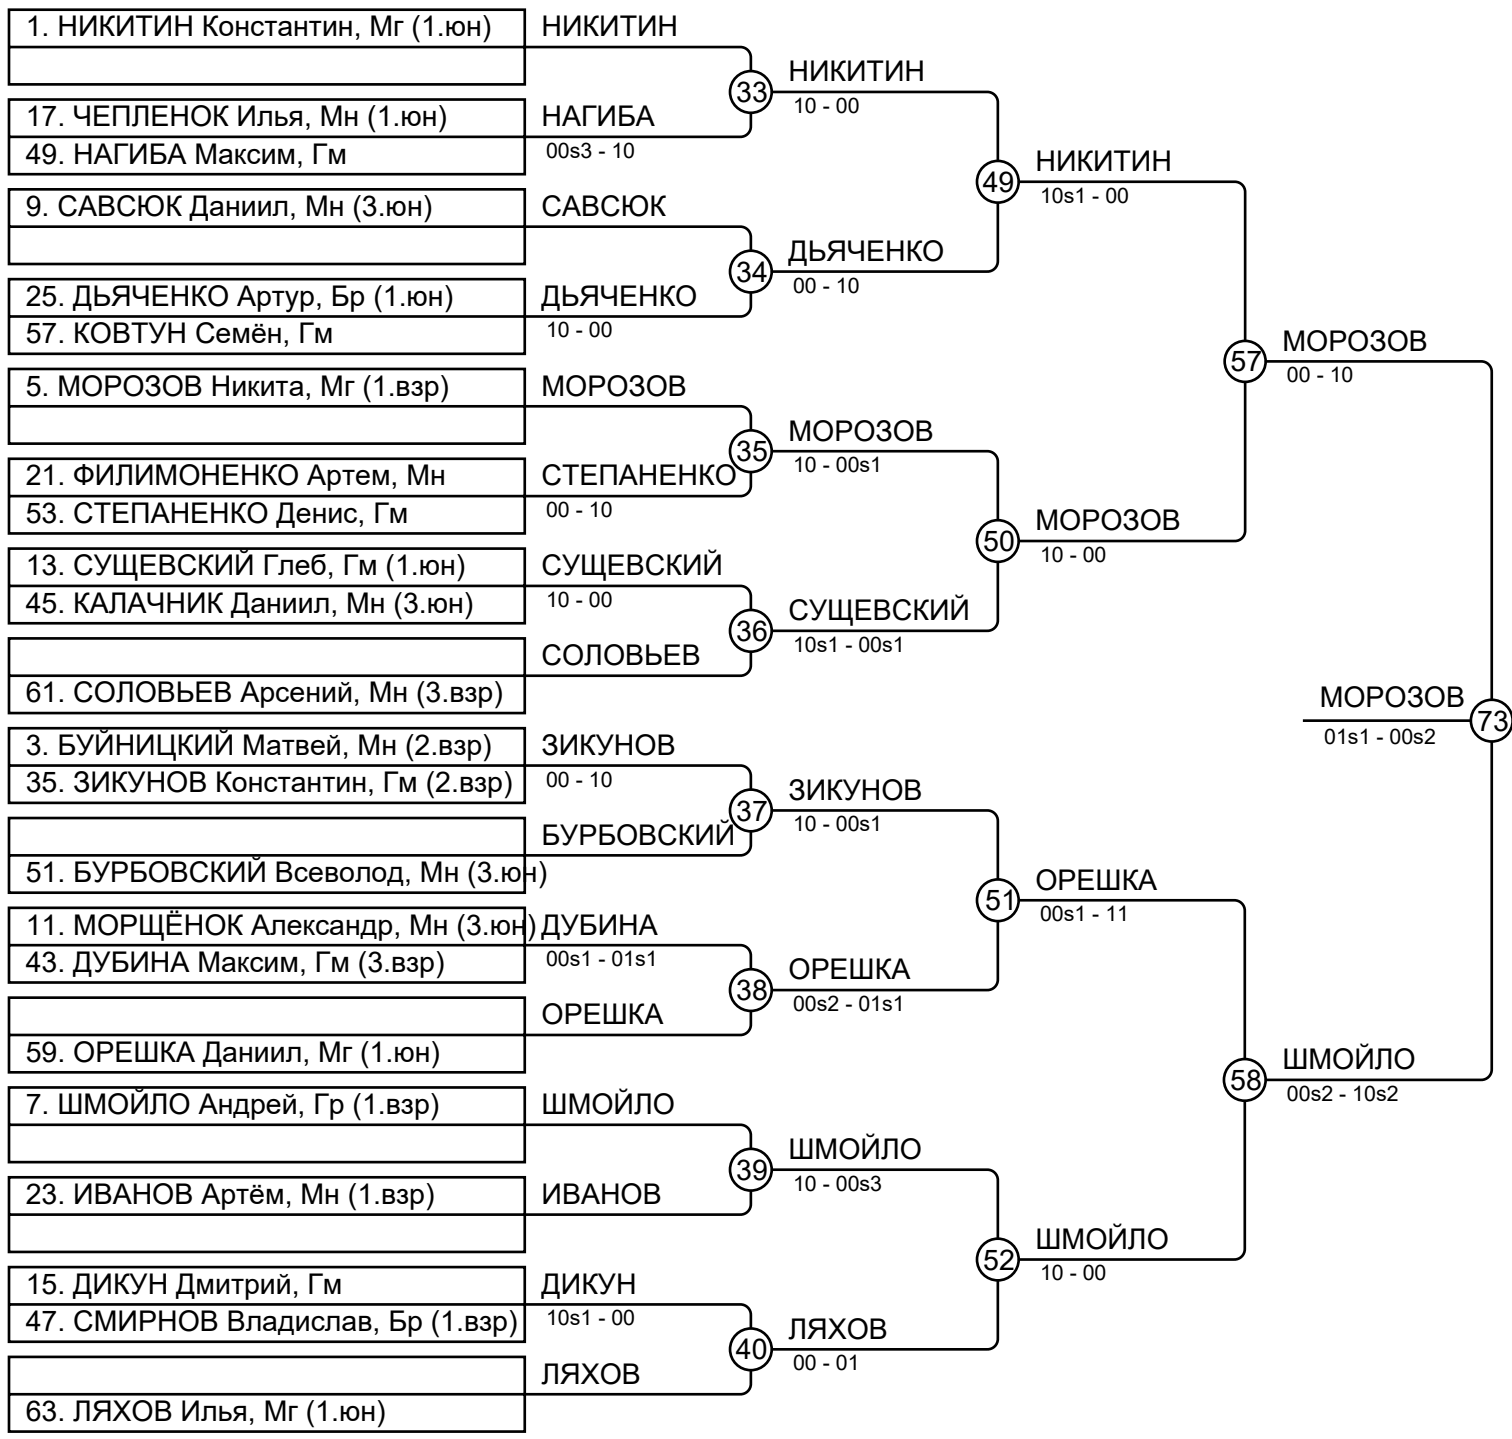 1. НИКИТИН Константин, Мг (1.юн)
17. ЧЕПЛЕНОК Илья, Мн (1.юн)
49. НАГИБА Максим, Гм
9. САВСЮК Даниил, Мн (3.юн)
25. ДЬЯЧЕНКО Артур, Бр (1.юн)
57. КОВТУН Семён, Гм
5. МОРОЗОВ Никита, Мг (1.взр)
21. ФИЛИМОНЕНКО Артем, Мн
53. СТЕПАНЕНКО Денис, Гм
13. СУЩЕВСКИЙ Глеб, Гм (1.юн)
45. КАЛАЧНИК Даниил, Мн (3.юн)
61. СОЛОВЬЕВ Арсений, Мн (3.взр)
3. БУЙНИЦКИЙ Матвей, Мн (2.взр)
35. ЗИКУНОВ Константин, Гм (2.взр)
51. БУРБОВСКИЙ Всеволод, Мн (3.юн)
11. МОРЩЁНОК Александр, Мн (3.юн)
43. ДУБИНА Максим, Гм (3.взр)
59. ОРЕШКА Даниил, Мг (1.юн)
7. ШМОЙЛО Андрей, Гр (1.взр)
23. ИВАНОВ Артём, Мн (1.взр)
15. ДИКУН Дмитрий, Гм
47. СМИРНОВ Владислав, Бр (1.взр)
63. ЛЯХОВ Илья, Мг (1.юн)
НИКИТИН
НАГИБА
00s3 - 10
САВСЮК
ДЬЯЧЕНКО
10 - 00
МОРОЗОВ
СТЕПАНЕНКО
00 - 10
СУЩЕВСКИЙ
10 - 00
СОЛОВЬЕВ
ЗИКУНОВ
00 - 10
БУРБОВСКИЙ
ДУБИНА
00s1 - 01s1
ОРЕШКА
ШМОЙЛО
ИВАНОВ
ДИКУН
10s1 - 00
ЛЯХОВ
33
34
35
36
37
38
39
40
НИКИТИН
10 - 00
ДЬЯЧЕНКО
00 - 10
МОРОЗОВ
10 - 00s1
СУЩЕВСКИЙ
10s1 - 00s1
ЗИКУНОВ
10 - 00s1
ОРЕШКА
00s2 - 01s1
ШМОЙЛО
10 - 00s3
ЛЯХОВ
00 - 01
49
50
51
52
НИКИТИН
10s1 - 00
МОРОЗОВ
10 - 00
ОРЕШКА
00s1 - 11
ШМОЙЛО
10 - 00
57
58
МОРОЗОВ
00 - 10
ШМОЙЛО
00s2 - 10s2
МОРОЗОВ
01s1 - 00s2
73